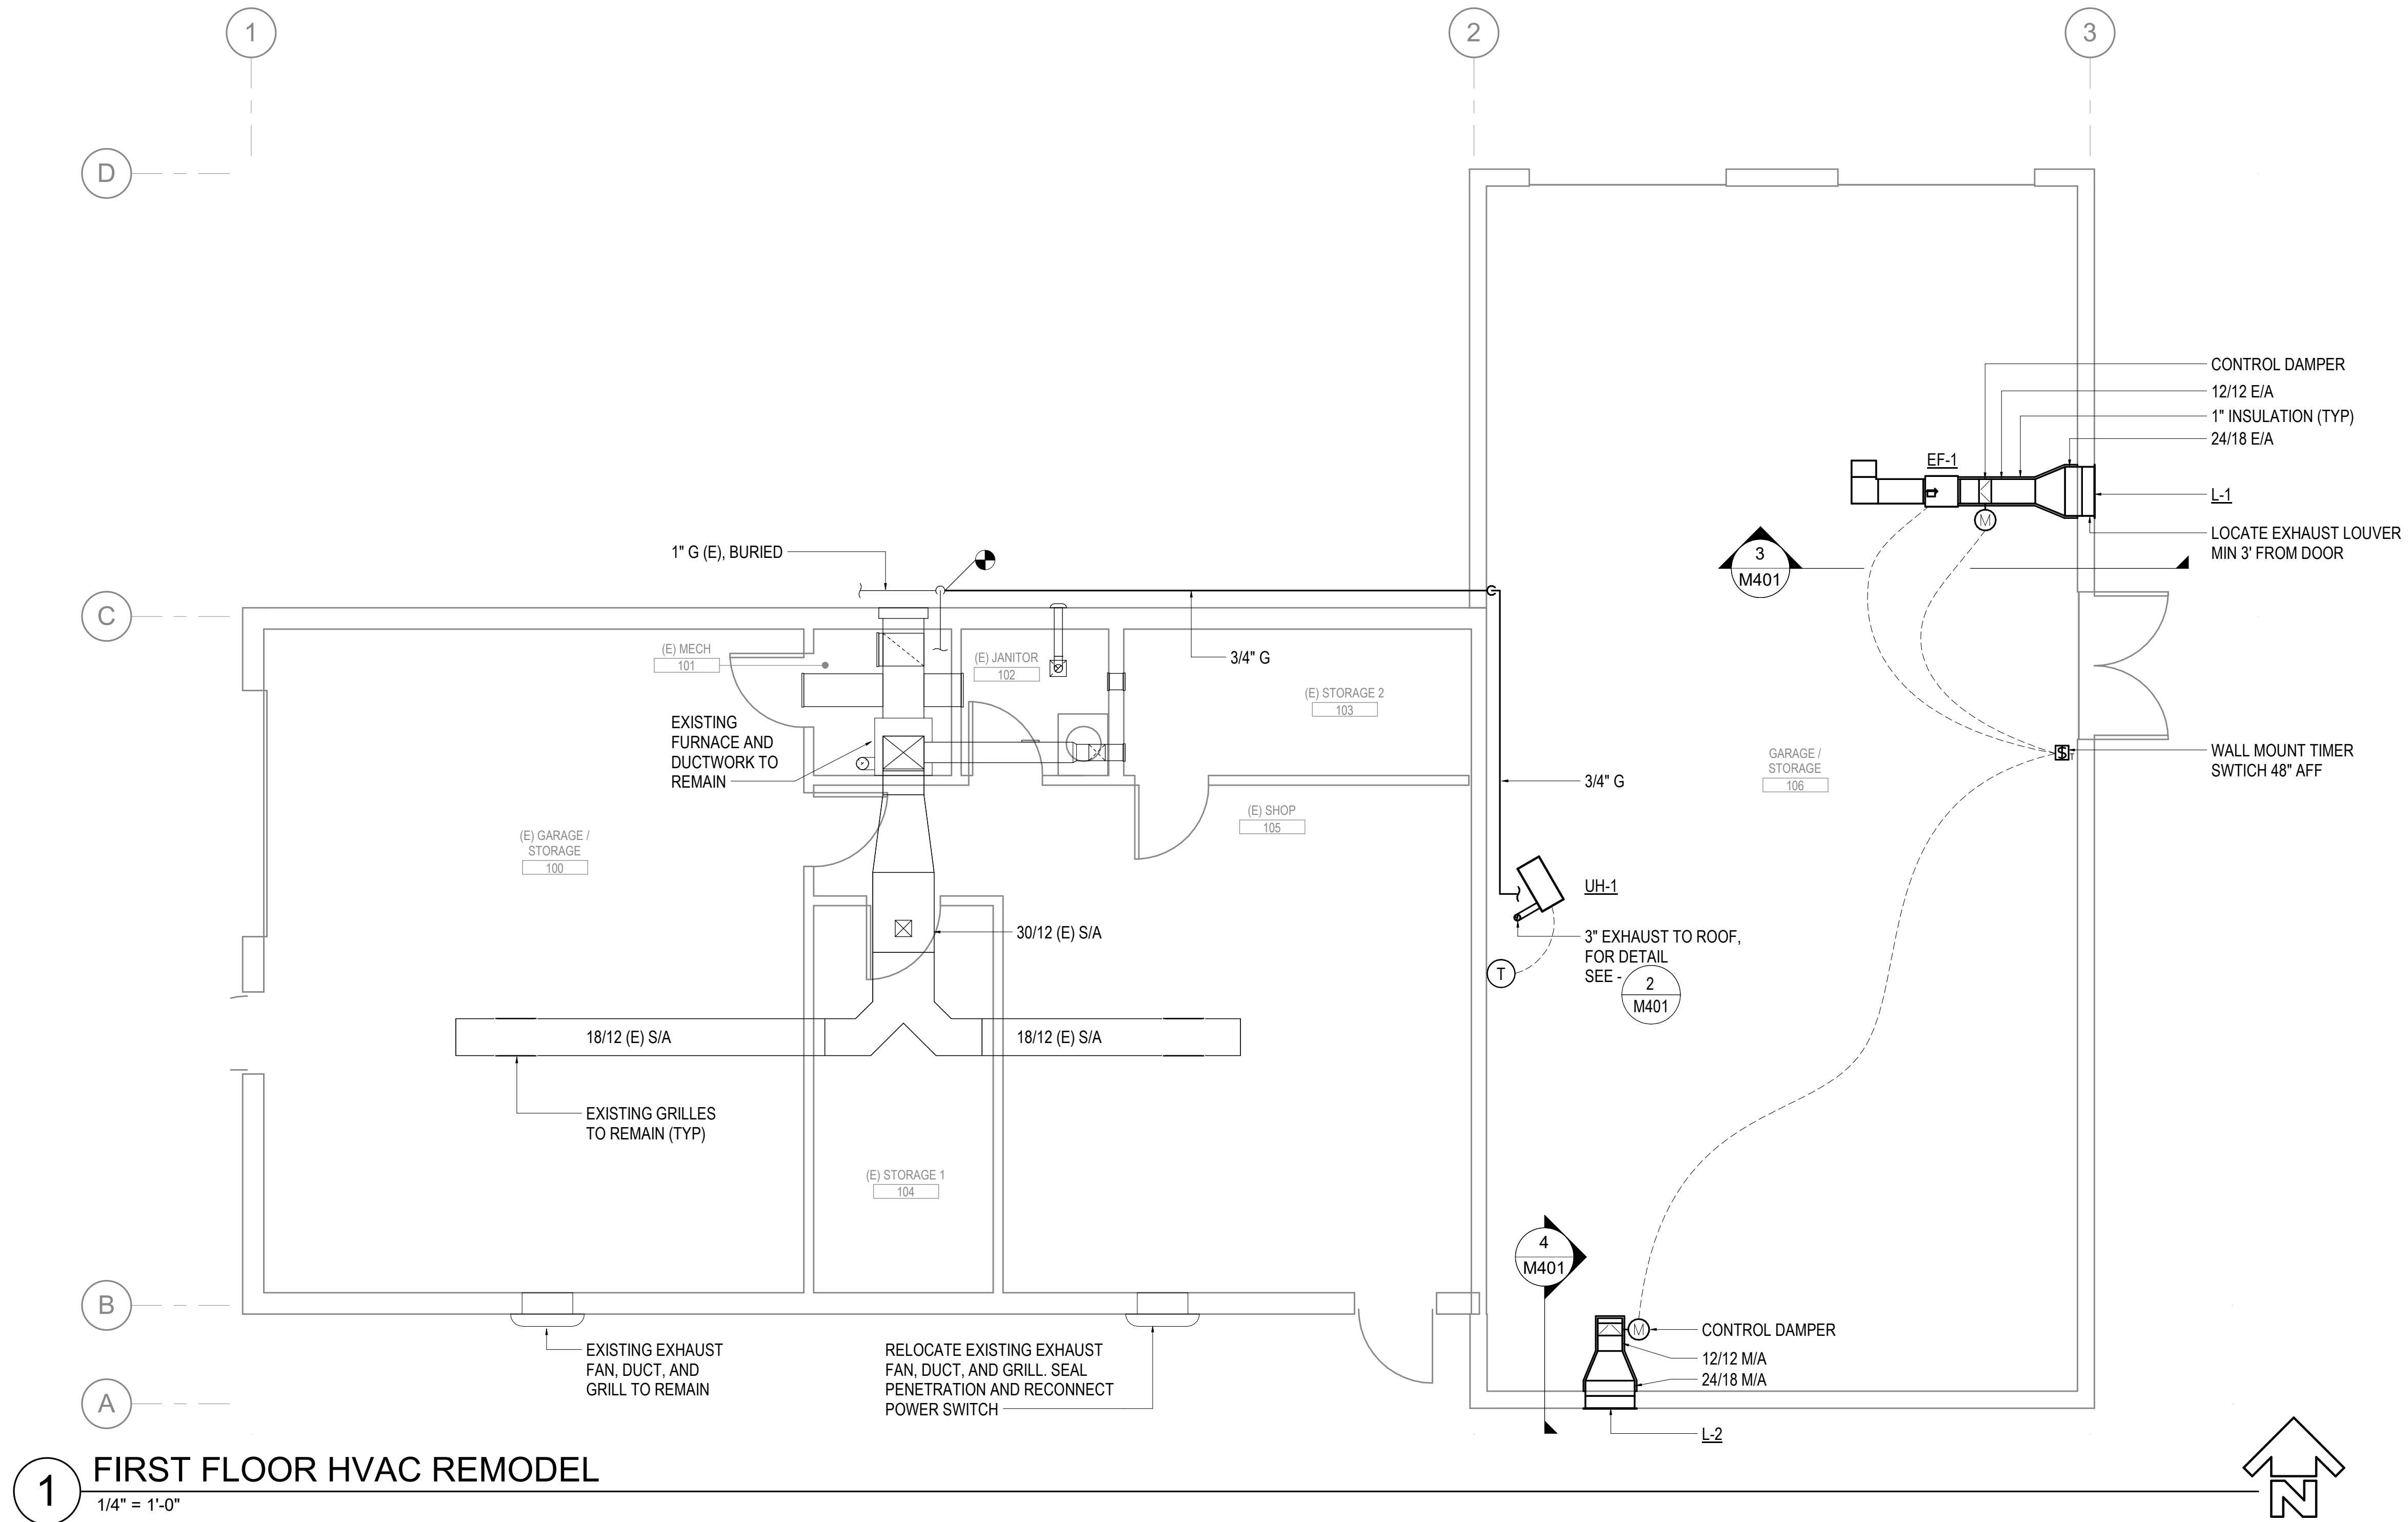 1
2
3
D
CONTROL DAMPER
12/12 E/A
1" INSULATION (TYP)
24/18 E/A
EF-1
L-1
M
LOCATE EXHAUST LOUVER
MIN 3' FROM DOOR
3
M401
1" G (E), BURIED
C
3/4" G
(E) MECH
101
(E) JANITOR
102
(E) STORAGE 2
103
EXISTING
FURNACE AND
DUCTWORK TO
REMAIN
GARAGE /
STORAGE
106
$
T
WALL MOUNT TIMER
SWTICH 48" AFF
3/4" G
(E) SHOP
105
(E) GARAGE /
STORAGE
100
UH-1
30/12 (E) S/A
3" EXHAUST TO ROOF,
FOR DETAIL
SEE -
2
M401
T
18/12 (E) S/A
18/12 (E) S/A
EXISTING GRILLES
TO REMAIN (TYP)
(E) STORAGE 1
104
4
M401
B
M
CONTROL DAMPER
12/12 M/A
24/18 M/A
EXISTING EXHAUST
FAN, DUCT, AND
GRILL TO REMAIN
RELOCATE EXISTING EXHAUST
FAN, DUCT, AND GRILL. SEAL
PENETRATION AND RECONNECT
POWER SWITCH
A
L-2
1
FIRST FLOOR HVAC REMODEL
1/4" = 1'-0"
N